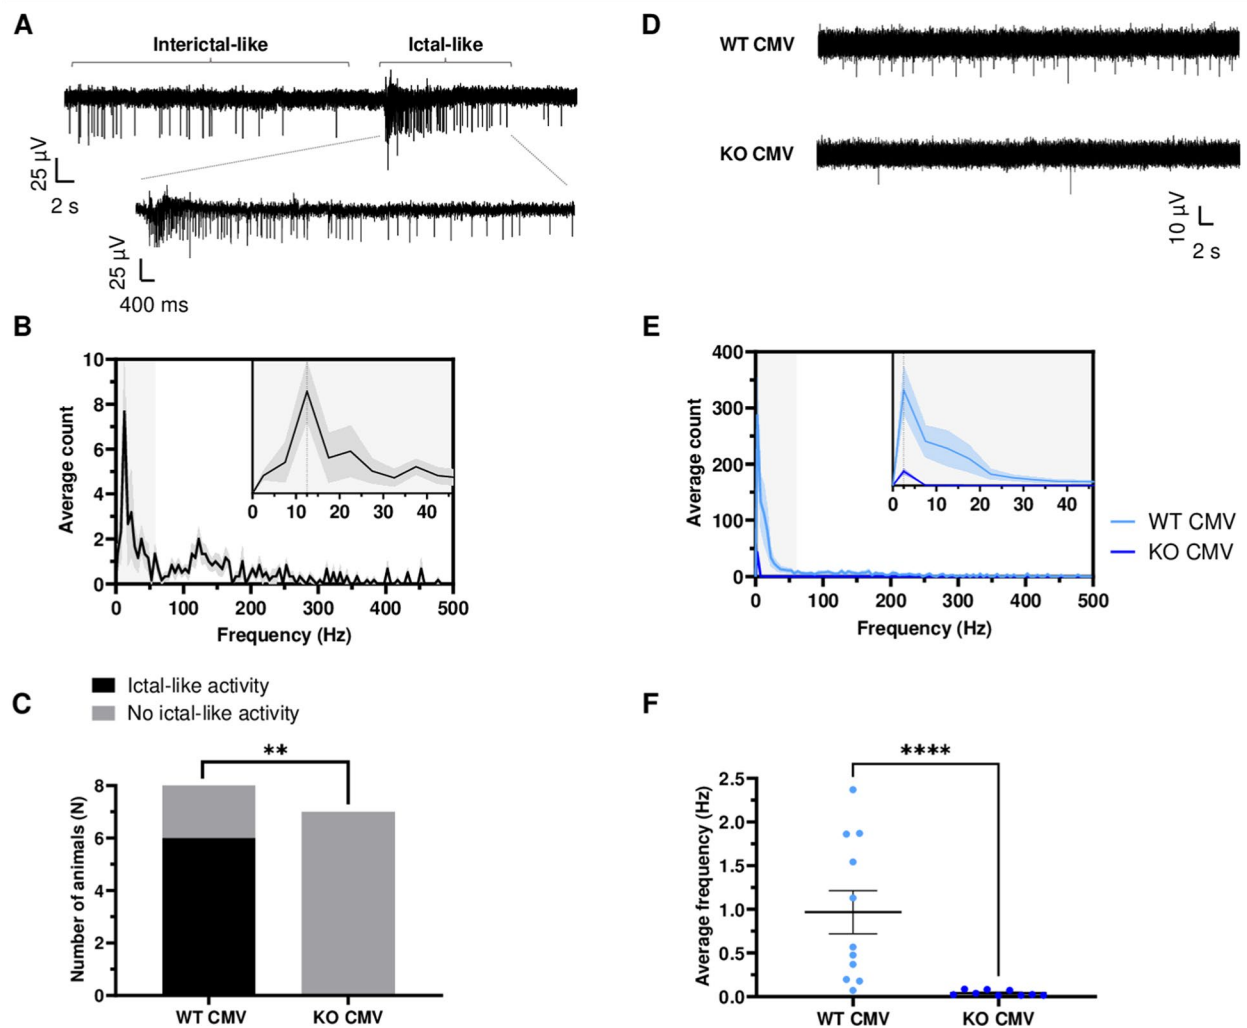 A
Interictal-like
Ictal-like
25 µV
2 s
25 µV
400 ms
B
10
8
6
4
2
0
Average count
0 10 20 30 40
0 100 200 300 400 500
Frequency (Hz)
C
Ictal-like activity
No ictal-like activity
**
8
6
4
2
0
Number of animals (N)
WT CMV
KO CMV
D
WT CMV
KO CMV
10 µV
2 s
E
400
300
200
100
0
Average count
0 10 20 30 40
0 100 200 300 400 500
Frequency (Hz)
WT CMV
KO CMV
F
****
2.5
2.0
1.5
1.0
0.5
0.0
Average frequency (Hz)
WT CMV
KO CMV